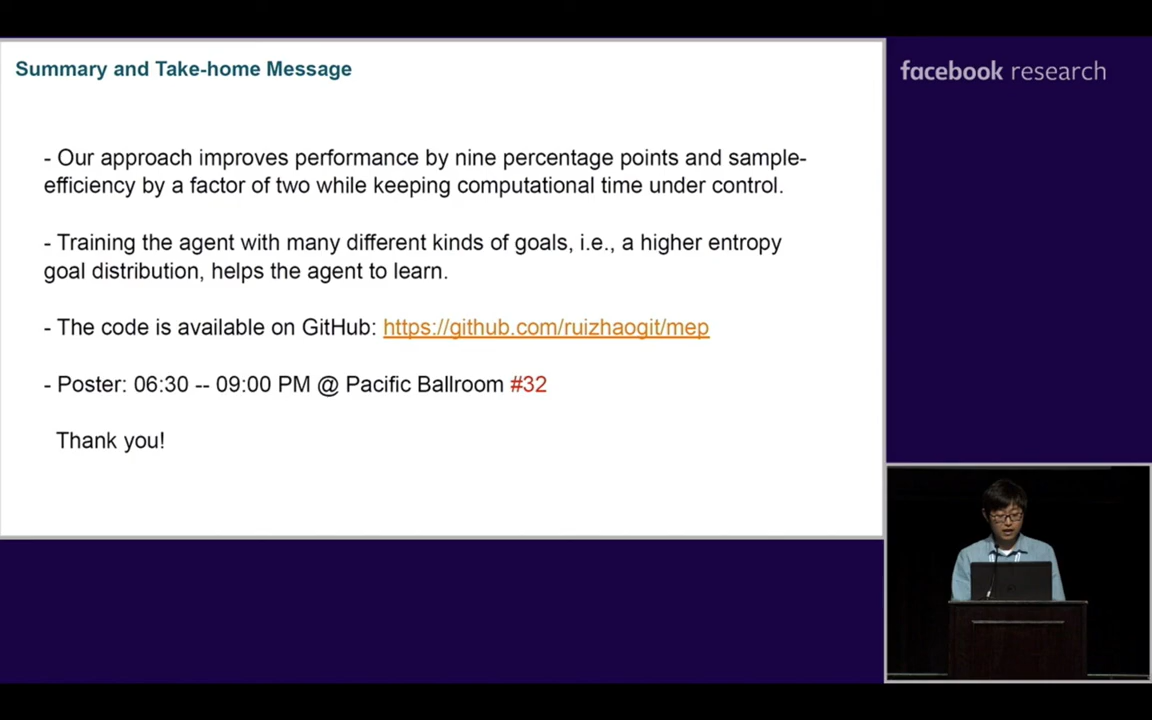 Summary and Take-home Message
facebook research
- Our approach improves performance by nine percentage points and sample-
efficiency by a factor of two while keeping computational time under control.
- Training the agent with many different kinds of goals, i.e., a higher entropy
goal distribution, helps the agent to learn.
- The code is available on GitHub: https://github.com/ruizhaogit/mep
- Poster: 06:30 -- 09:00 PM @ Pacific Ballroom #32
Thank you!